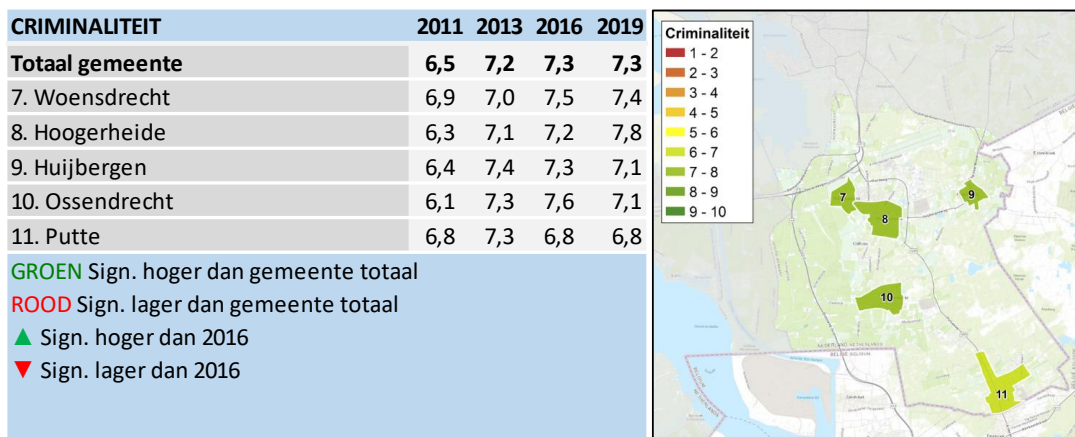 CRIMINALITEIT 2011 2013 2016 2019
Totaal gemeente 6,5 7,2 7,3 7,3
7. Woensdrecht 6,9 7,0 7,5 7,4
8. Hoogerheide 6,3 7,1 7,2 7,8
9. Huijbergen 6,4 7,4 7,3 7,1
10. Ossendrecht 6,1 7,3 7,6 7,1
11. Putte 6,8 7,3 6,8 6,8
GROEN Sign. hoger dan gemeente totaal
ROOD Sign. lager dan gemeente totaal
▲ Sign. hoger dan 2016
▼ Sign. lager dan 2016
Criminaliteit
1 - 2
2 - 3
3 - 4
4 - 5
5 - 6
6 - 7
7 - 8
8 - 9
9 - 10
7
8
9
10
11